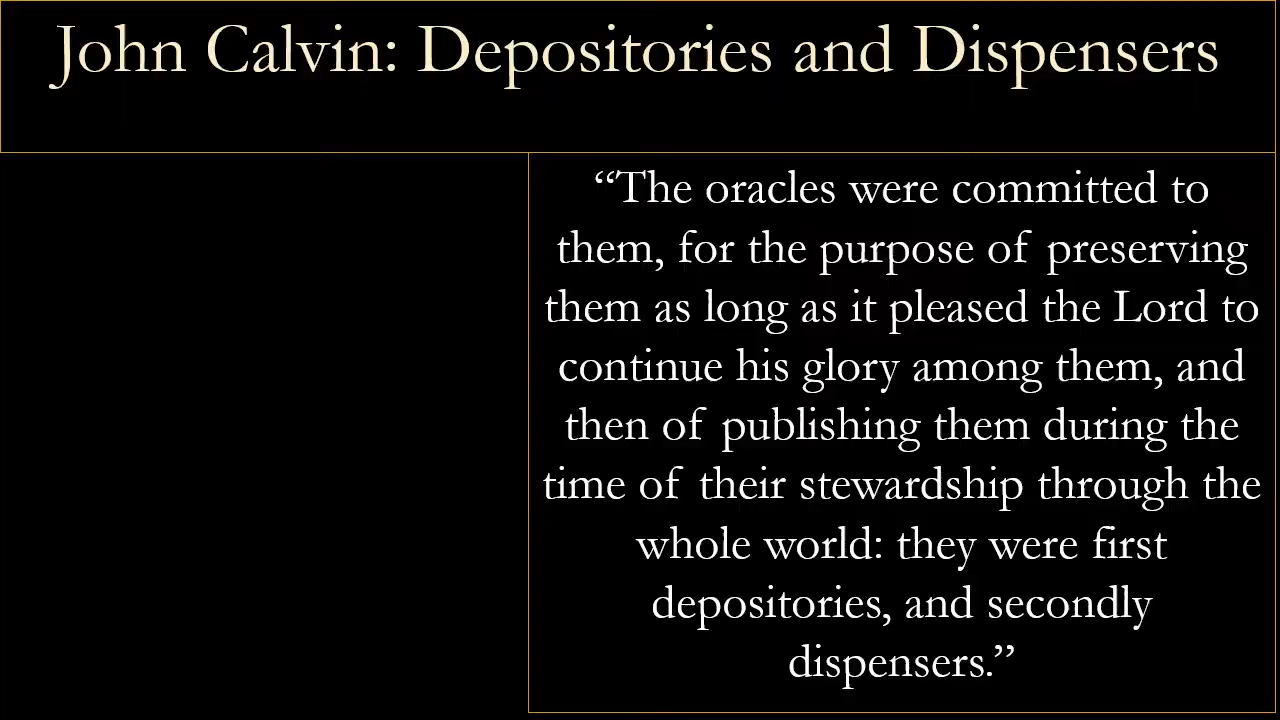 John Calvin: Depositories and Dispensers
“The oracles were committed to
them, for the purpose of preserving
them as long as it pleased the Lord to
continue his glory among them, and
then of publishing them during the
time of their stewardship through the
whole world: they were first
depositories, and secondly
dispensers.”